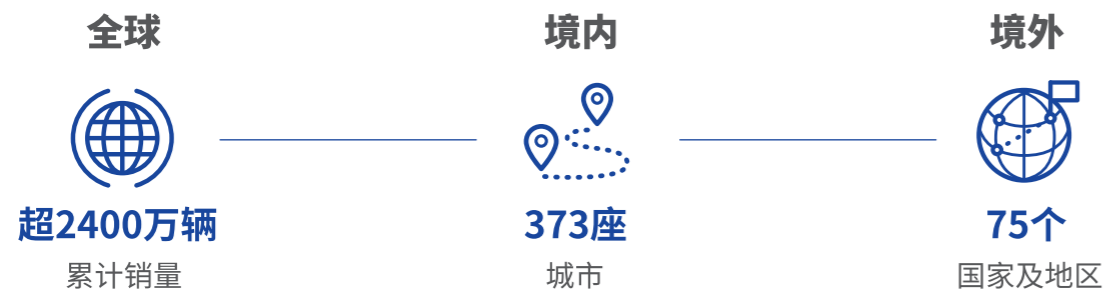 全球
超2400万辆
累计销量
境内
373座
城市
境外
75个
国家及地区